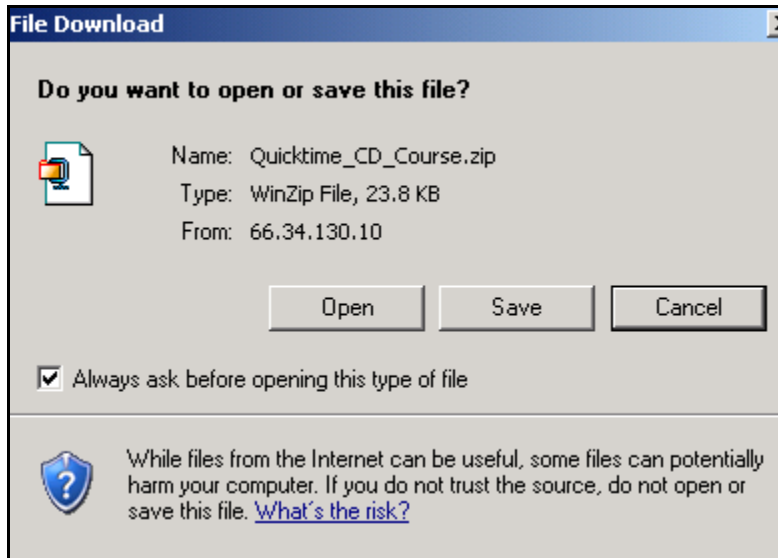 File Download
Do you want to open or save this file?
Name: Quicktime_CD_Course.zip
Type: WinZip File, 23.8 KB
From: 66.34.130.10
Open Save Cancel
Always ask before opening this type of file
While files from the Internet can be useful, some files can potentially
harm your computer. If you do not trust the source, do not open or
save this file. What's the risk?